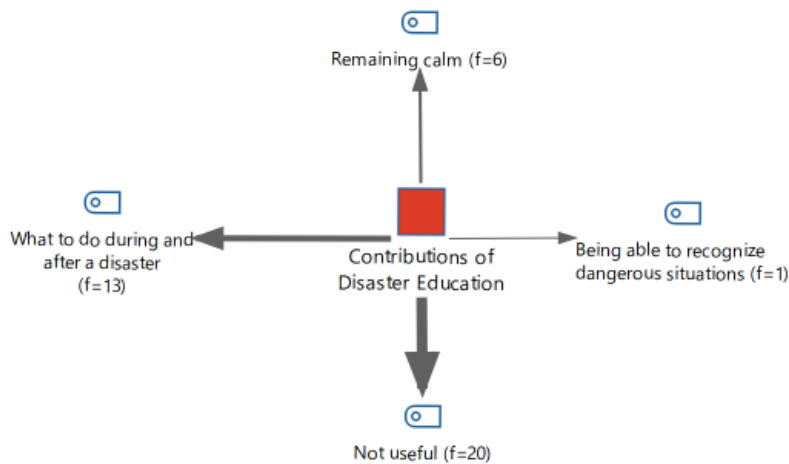 Remaining calm (f=6)
What to do during and
after a disaster
(f=13)
Contributions of
Disaster Education
Being able to recognize
dangerous situations (f=1)
Not useful (f=20)